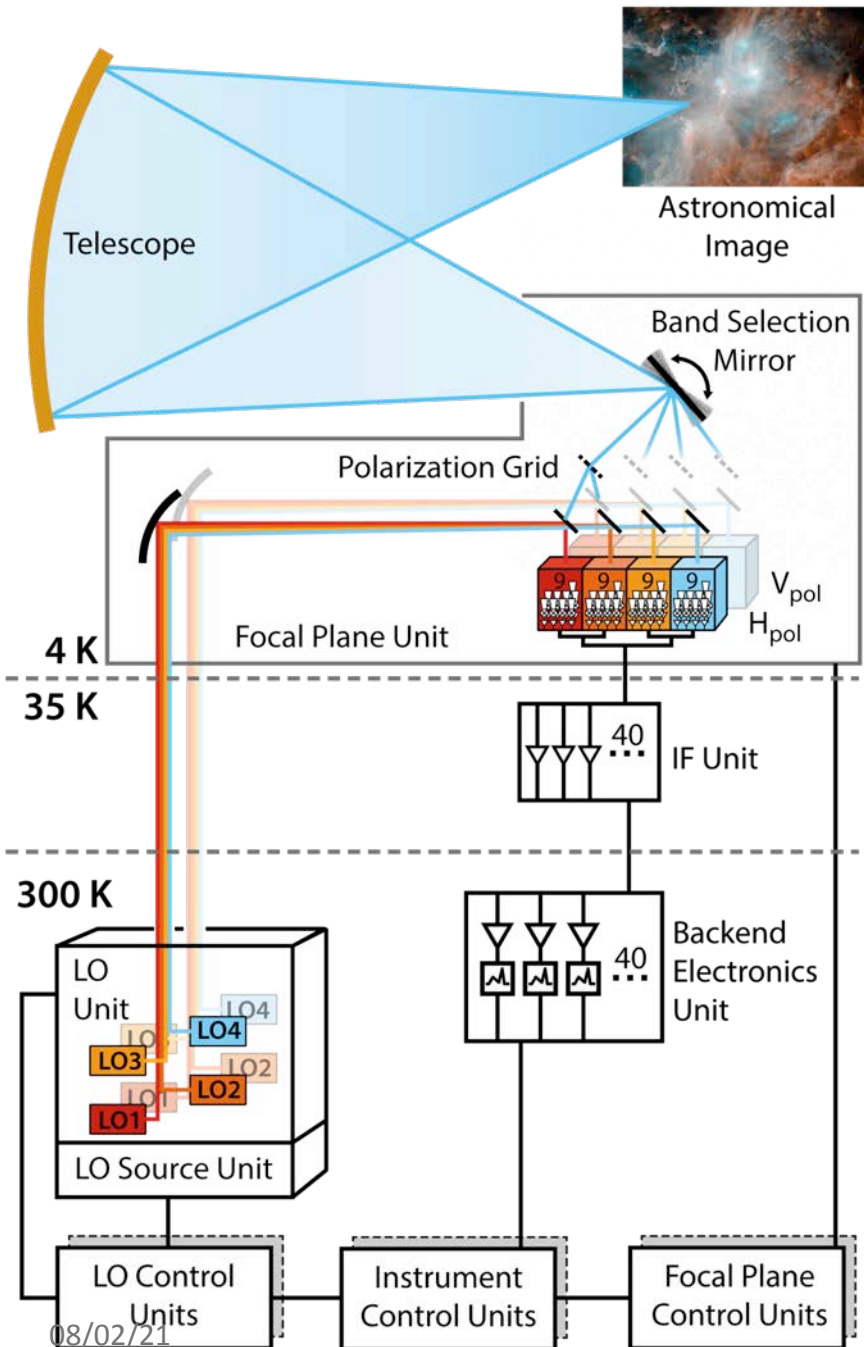 Astronomical
Image
Telescope
Band Selection
Mirror
Polarization Grid
9 9 9 9
V_pol
H_pol
Focal Plane Unit
4 K
35 K
40
...
IF Unit
300 K
LO
Unit
Backend
Electronics
Unit
40
...
LO4
LO4
LO3
LO2
LO2
LO1
LO1
LO Source Unit
LO Control
Units
Instrument
Control Units
Focal Plane
Control Units
08/02/21